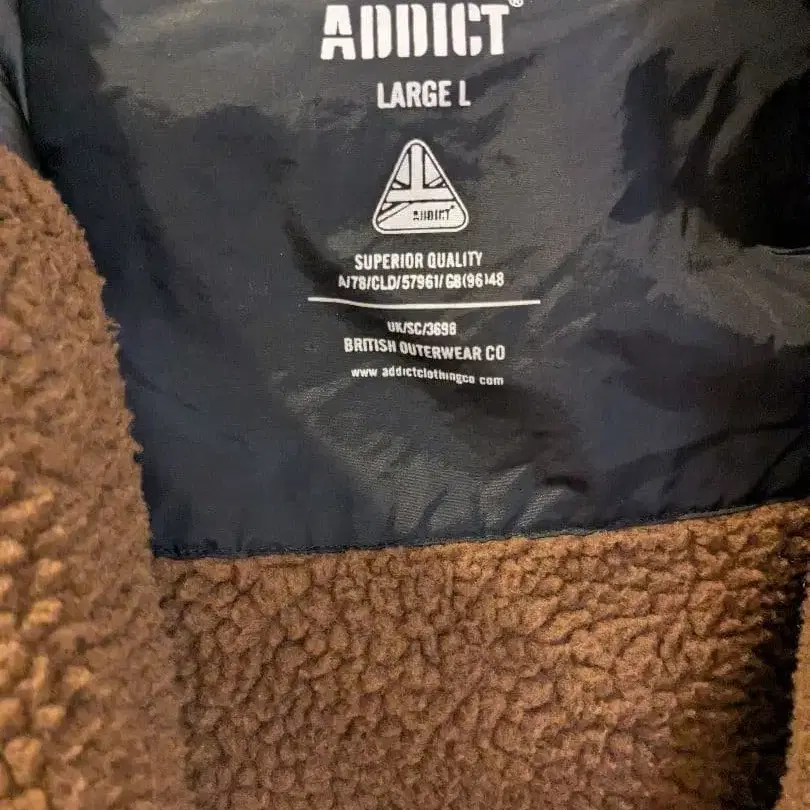 ADDICT®
LARGE L
ADDICT
SUPERIOR QUALITY
A/78/CLD/57961/GB(96)48
UK/SC/3698
BRITISH OUTERWEAR CO
www addictclothingco com